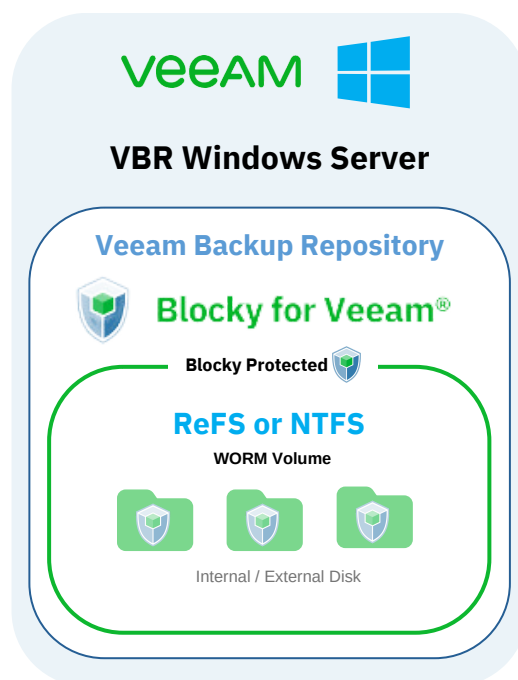 veeAM
VBR Windows Server
Veeam Backup Repository
Blocky for Veeam®
Blocky Protected
ReFS or NTFS
WORM Volume
Internal / External Disk